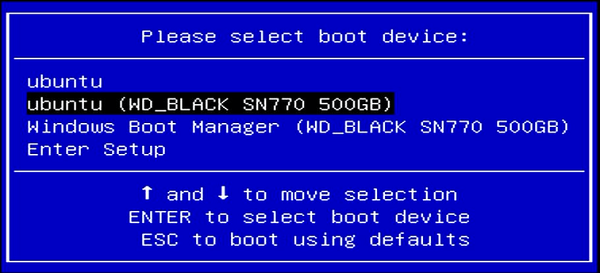 Please select boot device:
ubuntu
ubuntu (WD_BLACK SN770 500GB)
Windows Boot Manager (WD_BLACK SN770 500GB)
Enter Setup
↑ and ↓ to move selection
ENTER to select boot device
ESC to boot using defaults